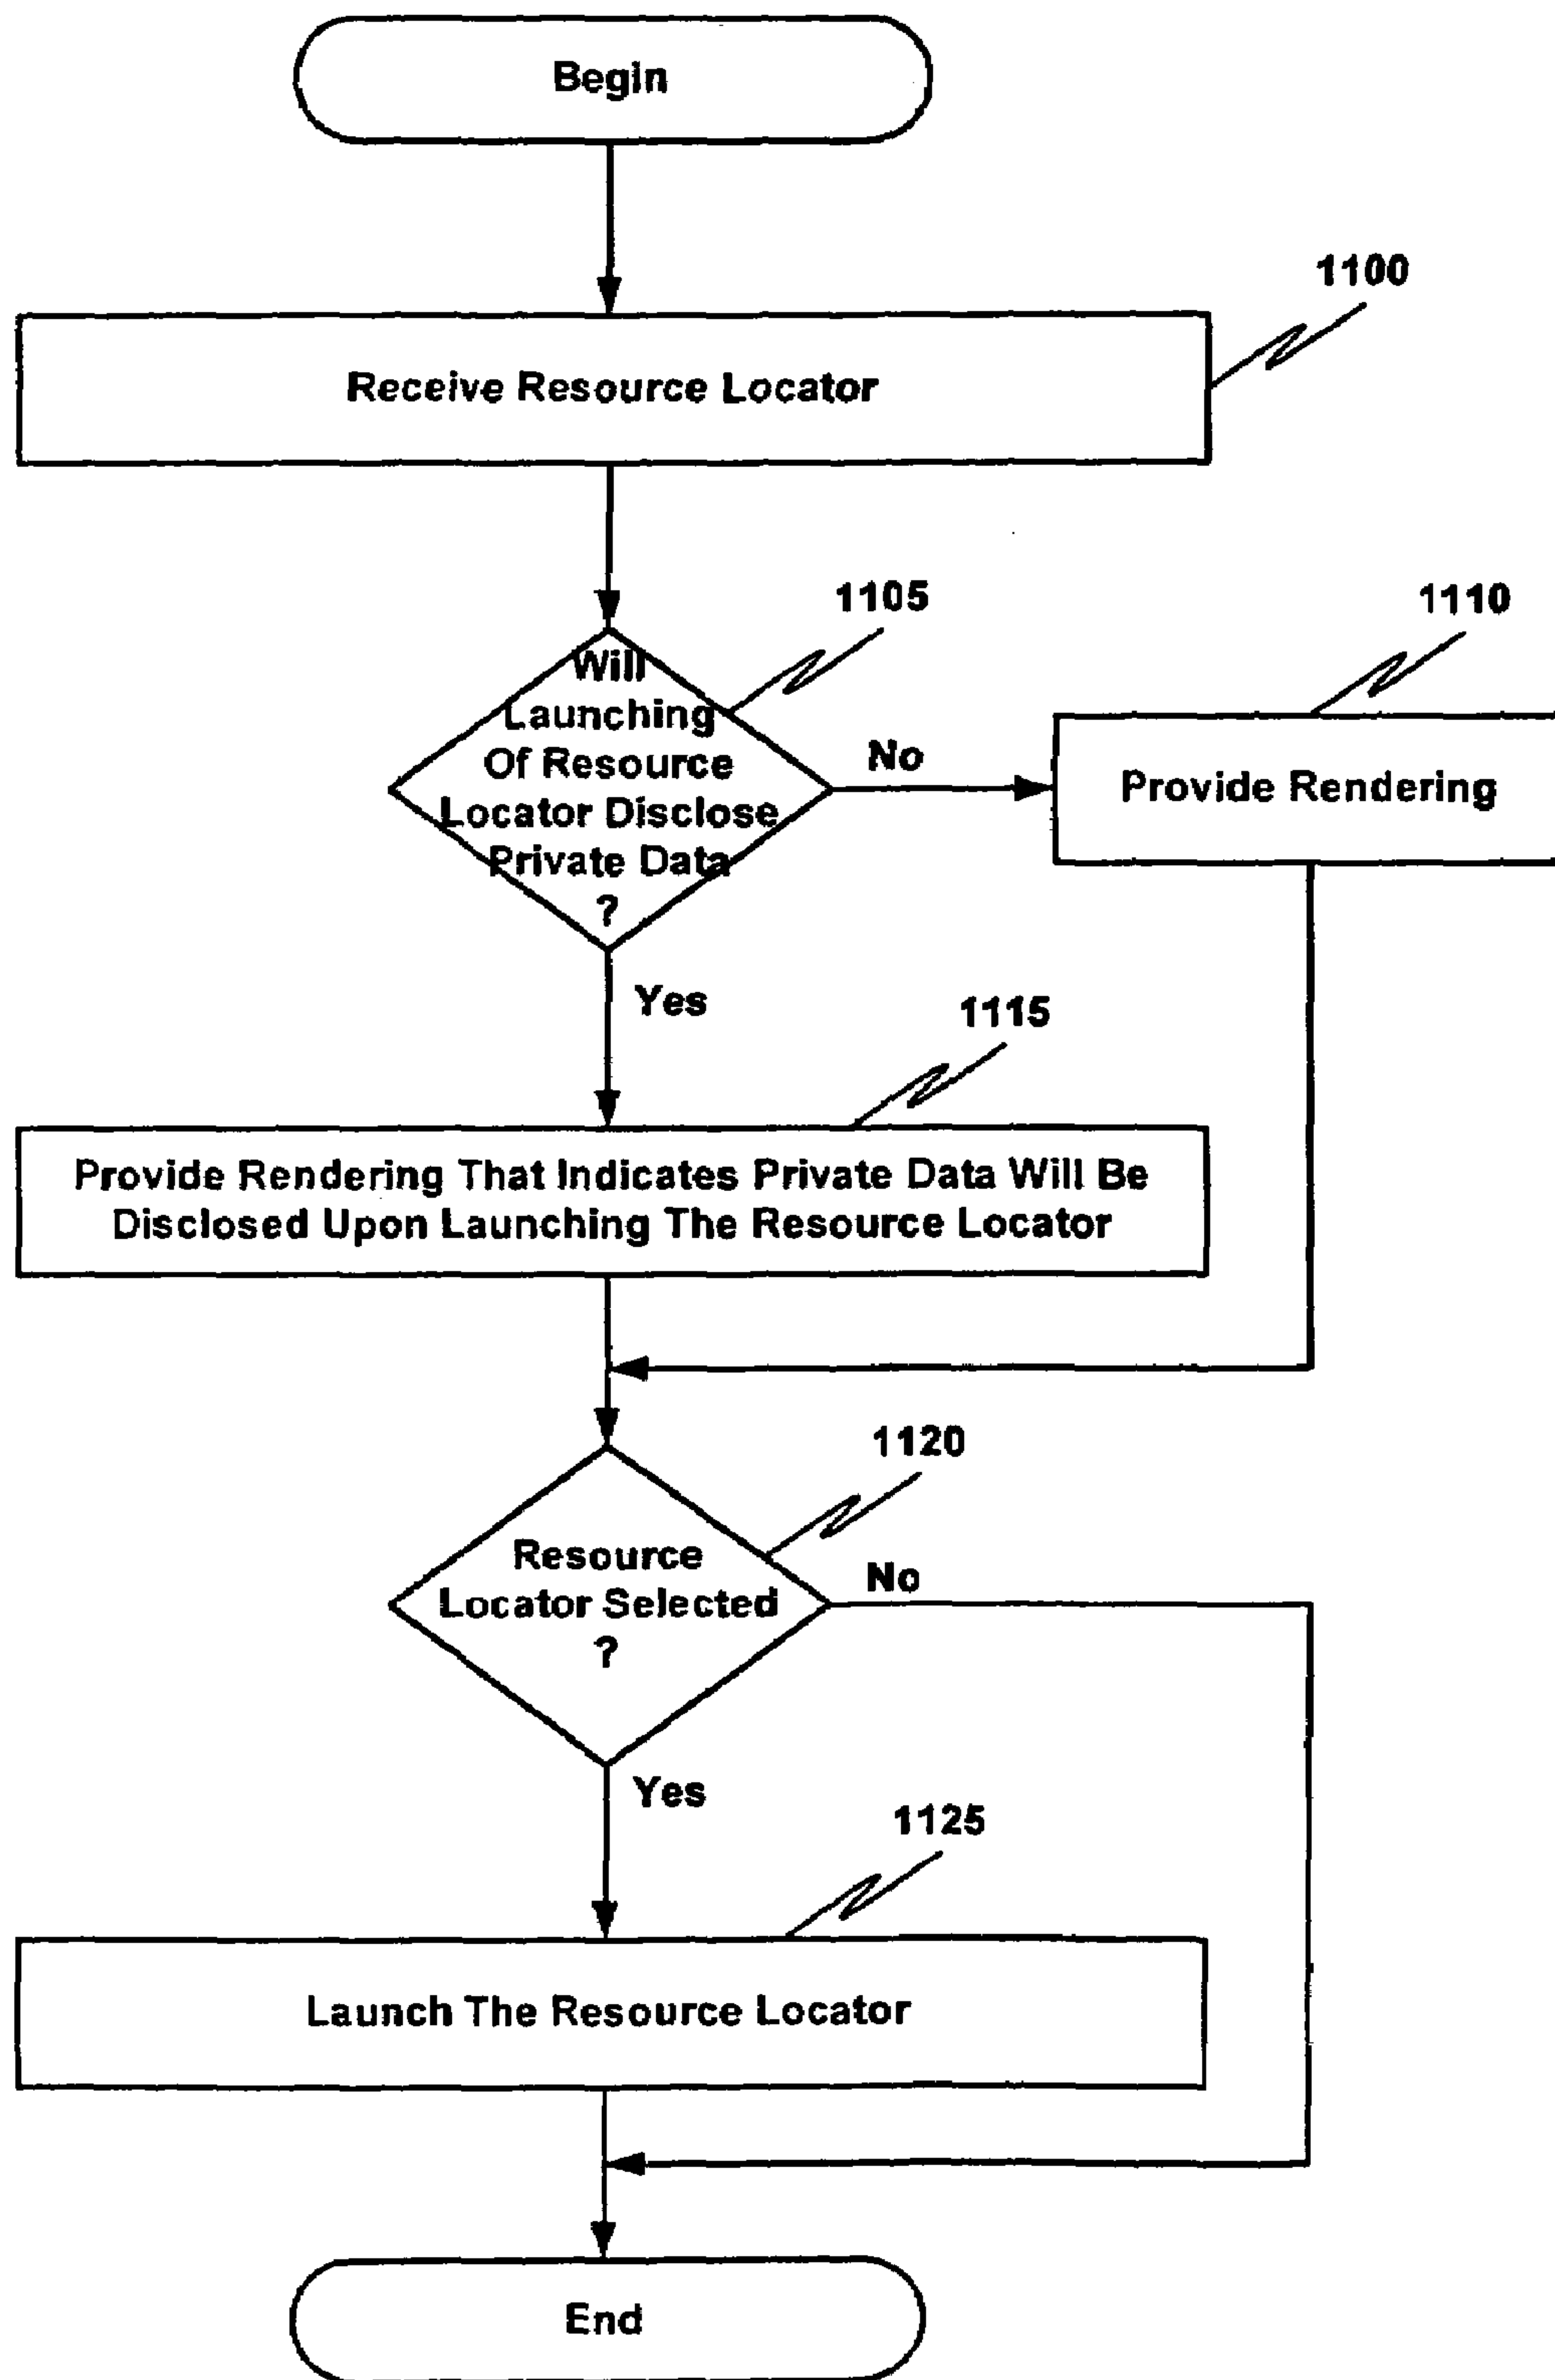 Begin
1100
Receive Resource Locator
1105
1110
Will
Launching
Of Resource
Locator Disclose
Private Data
?
No
Provide Rendering
Yes
1115
Provide Rendering That Indicates Private Data Will Be
Disclosed Upon Launching The Resource Locator
1120
Resource
Locator Selected
?
No
Yes
1125
Launch The Resource Locator
End